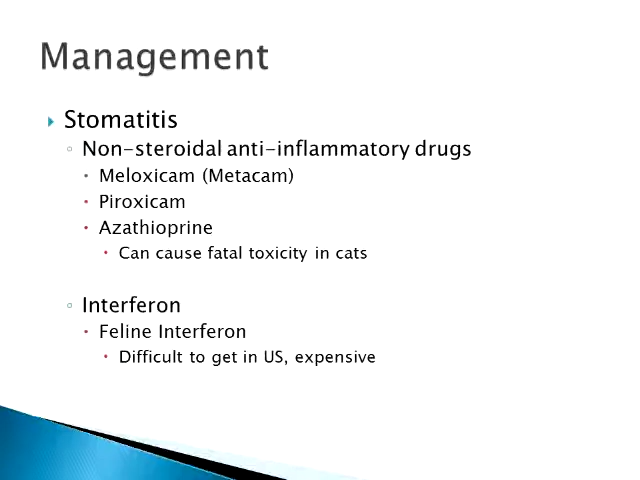 Management
Stomatitis
Non-steroidal anti-inflammatory drugs
Meloxicam (Metacam)
Piroxicam
Azathioprine
Can cause fatal toxicity in cats
Interferon
Feline Interferon
Difficult to get in US, expensive